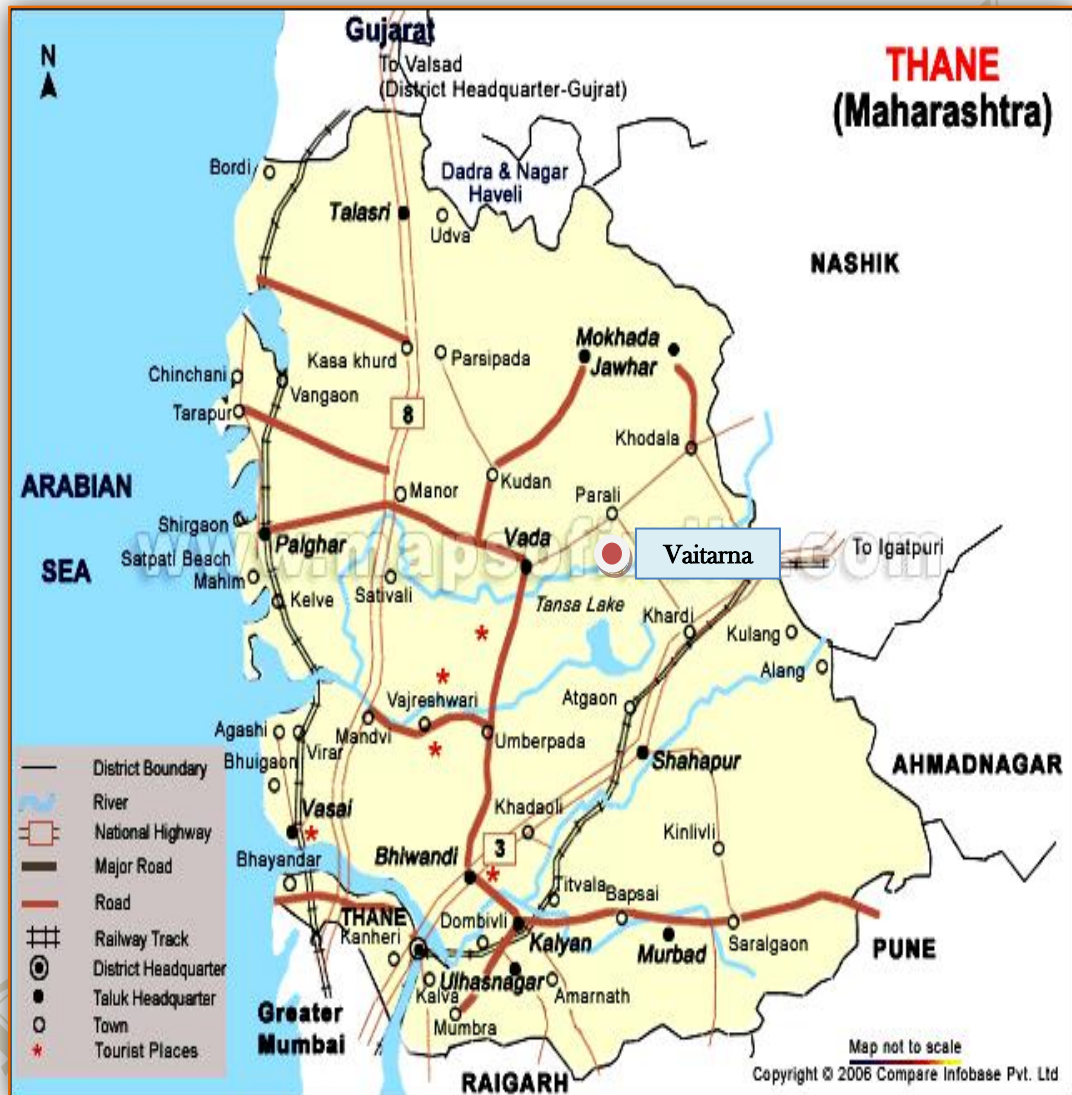 Gujarat
To Valsad
(District Headquarter-Gujrat)
THANE
(Maharashtra)
N
Bordi
Dadra & Nagar
Haveli
Talasri
Udva
NASHIK
Mokhada
Jawhar
Kasa khurd
Parsipada
Chinchani
Vangaon
Tarapur
8
Khodala
ARABIAN
SEA
Kudan
Manor
Parali
Shirgaon
Palghar
Vada
Vaitarna
To Igatpuri
Satpati Beach
Mahim
Kelve
Sativali
Tansa Lake
Khardi
Kulang
Alang
Vajreshwari
Atgaon
Agashi
Virar
Mandvi
Umberpada
Shahapur
AHMADNAGAR
Bhuigaon
Vasai
Khadaoli
Kinlivli
Bhayandar
Bhiwandi
3
Titvala
Bapsai
THANE
Kanheri
Dombivli
Kalyan
Murbad
Saralgaon
PUNE
Kalva
Ulhasnagar
Amarnath
Mumbra
Greater
Mumbai
RAIGARH
District Boundary
River
National Highway
Major Road
Road
Railway Track
District Headquarter
Taluk Headquarter
Town
Tourist Places
Map not to scale
Copyright © 2006 Compare Infobase Pvt. Ltd